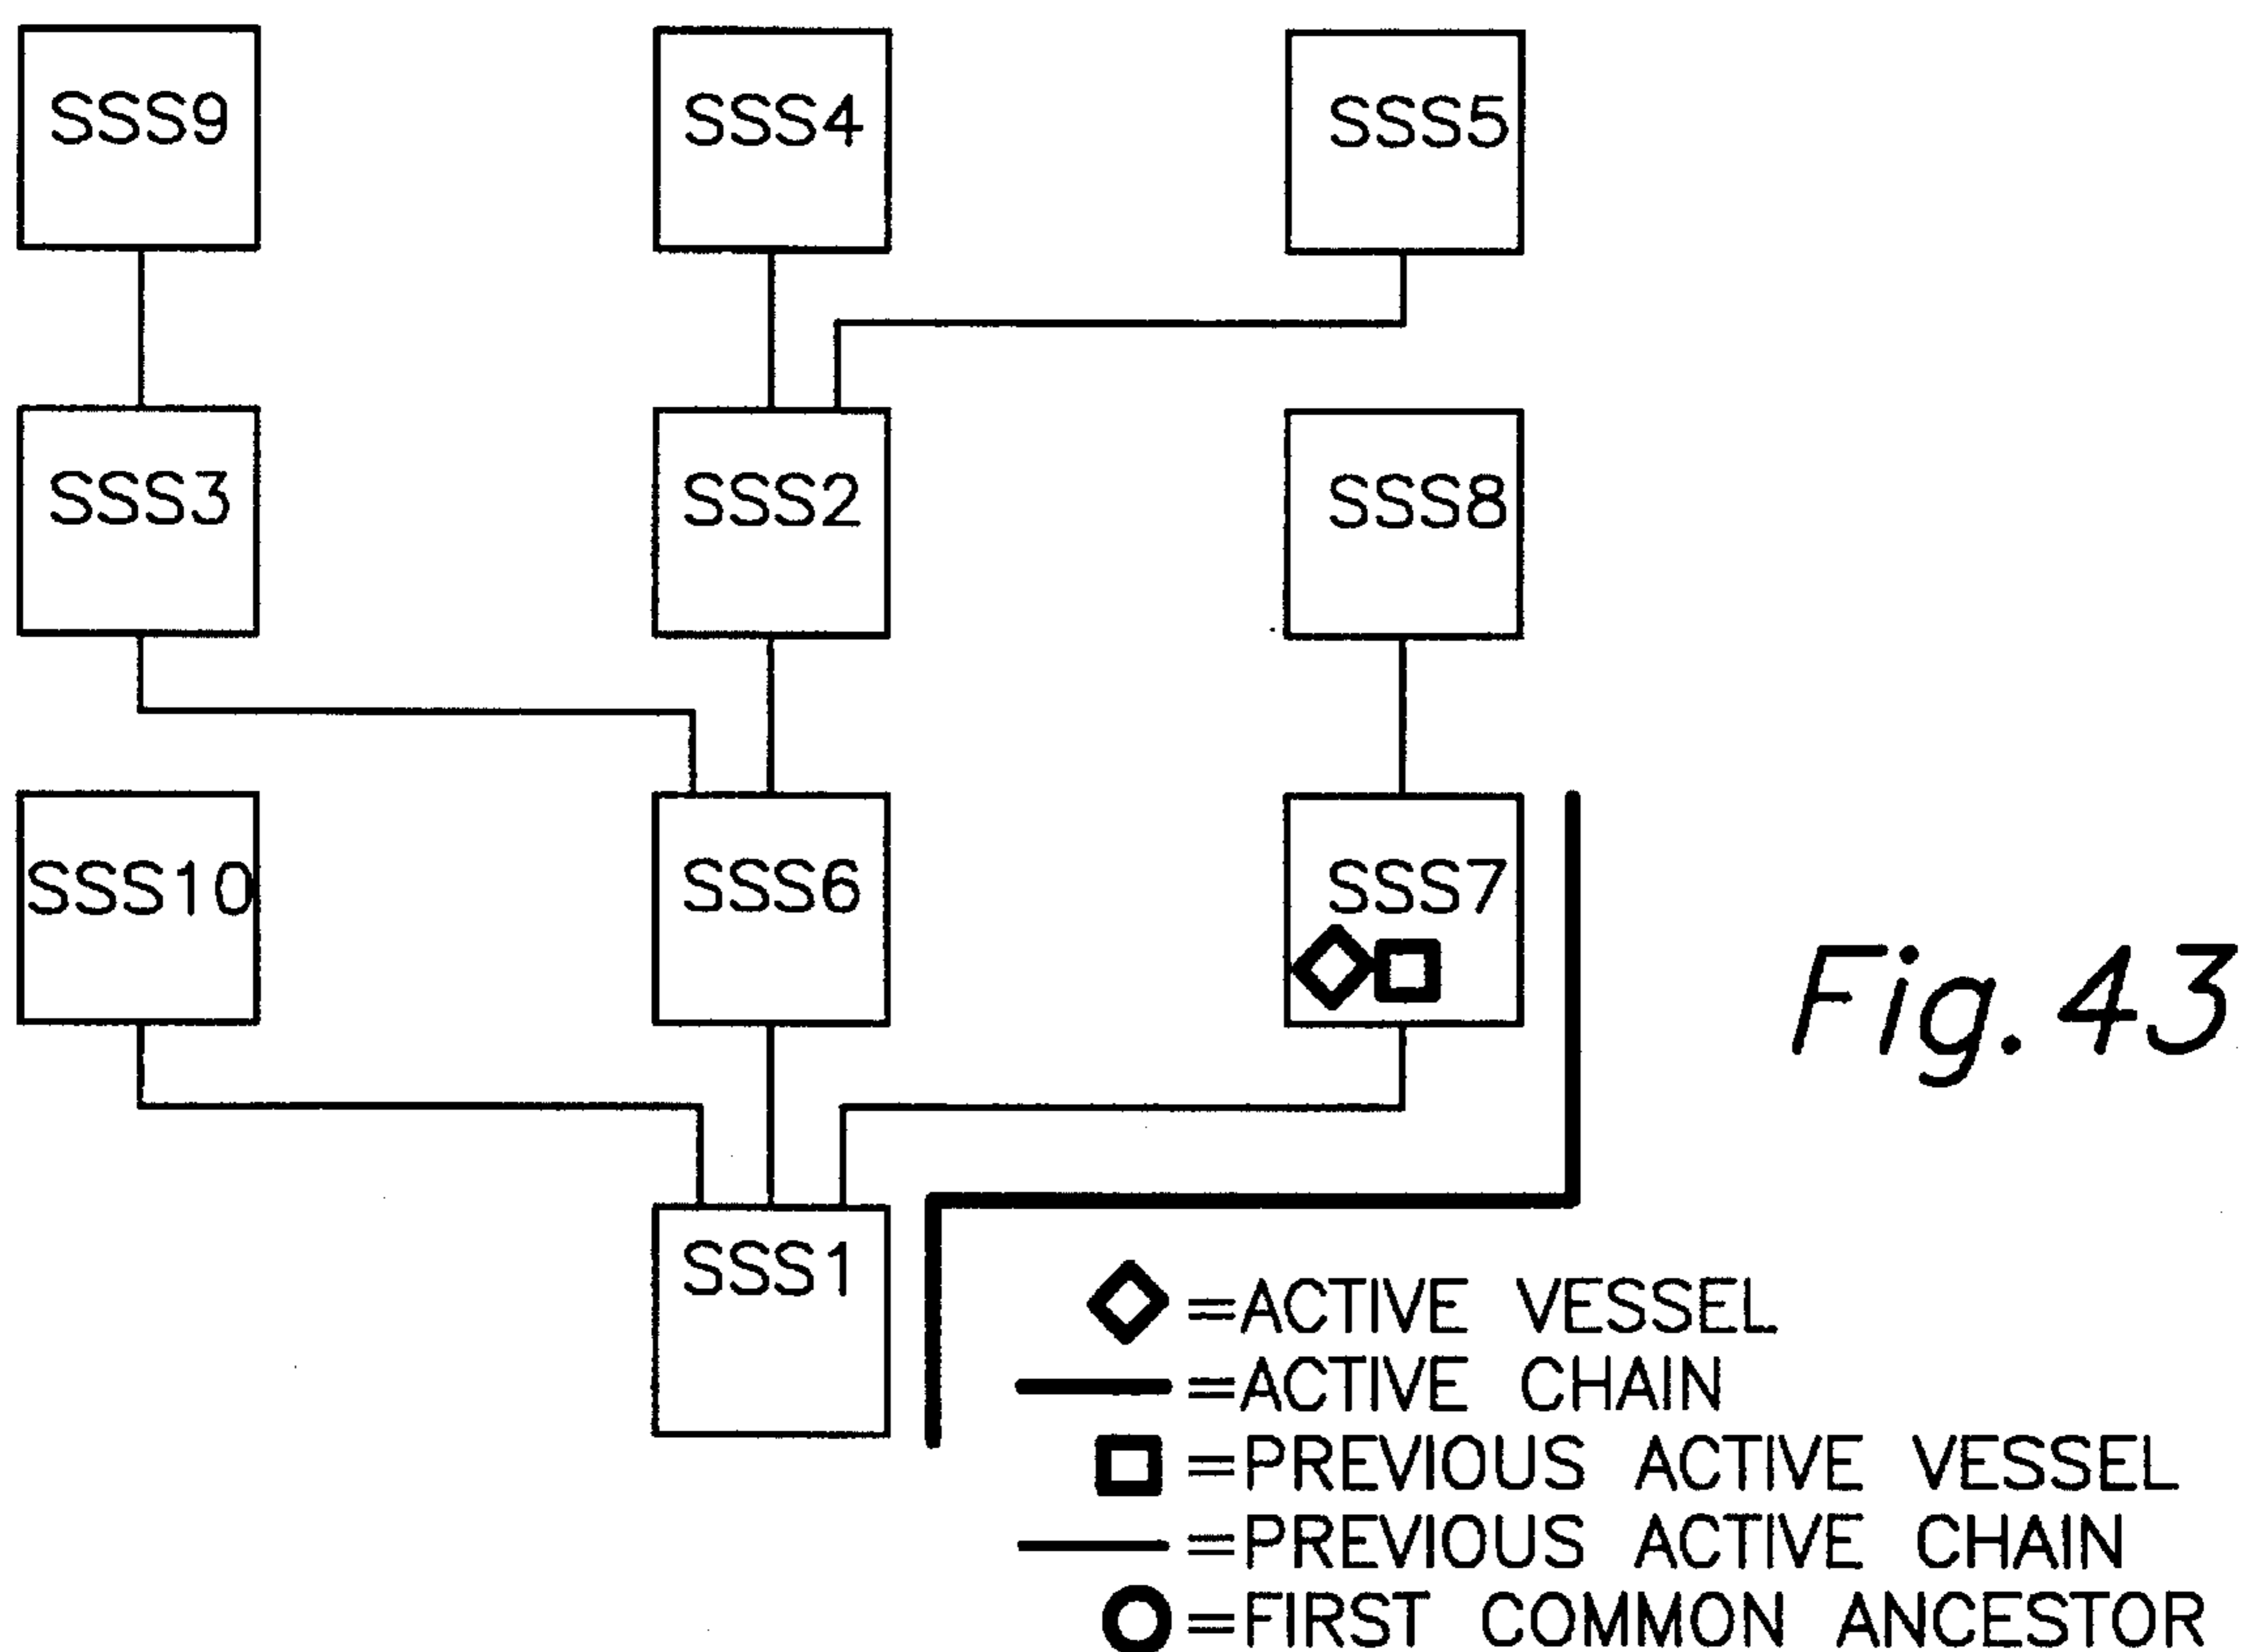 SSS9
SSS4
SSS5
SSS3
SSS2
SSS8
SSS10
SSS6
SSS7
Fig. 43
SSS1
=ACTIVE VESSEL
=ACTIVE CHAIN
=PREVIOUS ACTIVE VESSEL
=PREVIOUS ACTIVE CHAIN
=FIRST COMMON ANCESTOR